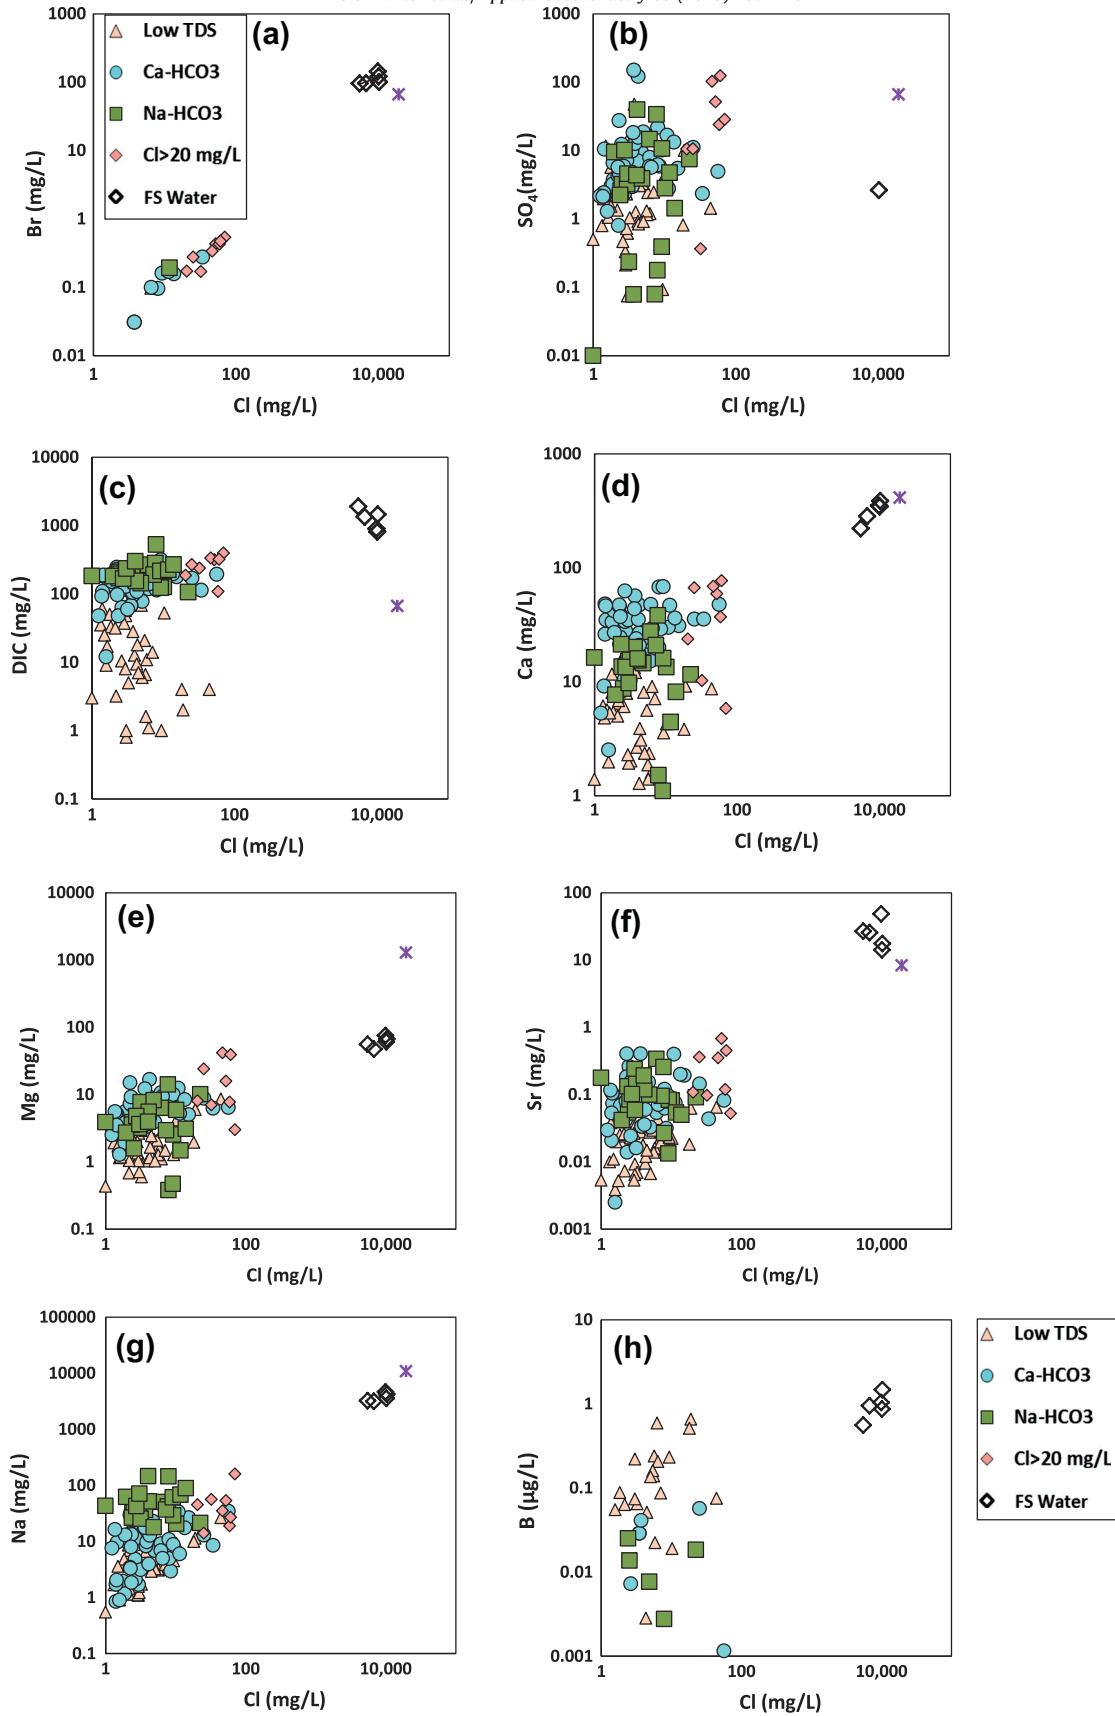 1000
100
10
1
0.1
0.01
Br (mg/L)
1
100
10,000
Cl (mg/L)
(a)
Low TDS
Ca-HCO3
Na-HCO3
Cl>20 mg/L
FS Water
1000
100
10
1
0.1
0.01
SO4(mg/L)
1
100
10,000
Cl (mg/L)
(b)
10000
1000
100
10
1
0.1
DIC (mg/L)
1
100
10,000
Cl (mg/L)
(c)
1000
100
10
1
Ca (mg/L)
1
100
10,000
Cl (mg/L)
(d)
10000
1000
100
10
1
0.1
Mg (mg/L)
1
100
10,000
Cl (mg/L)
(e)
100
10
1
0.1
0.01
0.001
Sr (mg/L)
1
100
10,000
Cl (mg/L)
(f)
100000
10000
1000
100
10
1
0.1
Na (mg/L)
1
100
10,000
Cl (mg/L)
(g)
10
1
0.1
0.01
0.001
B (µg/L)
1
100
10,000
Cl (mg/L)
(h)
Low TDS
Ca-HCO3
Na-HCO3
Cl>20 mg/L
FS Water